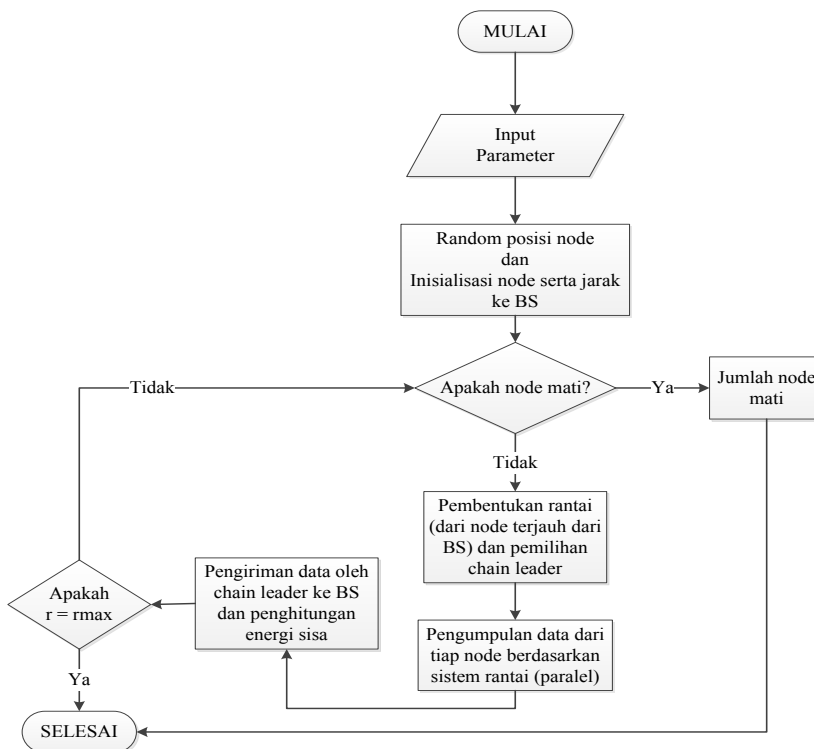 MULAI
Input
Parameter
Random posisi node
dan
Inisialisasi node serta jarak
ke BS
Apakah node mati?
Ya
Jumlah node
mati
Tidak
Tidak
Pembentukan rantai
(dari node terjauh dari
BS) dan pemilihan
chain leader
Pengumpulan data dari
tiap node berdasarkan
sistem rantai (paralel)
Pengiriman data oleh
chain leader ke BS
dan penghitungan
energi sisa
Apakah
r = rmax
Ya
SELESAI